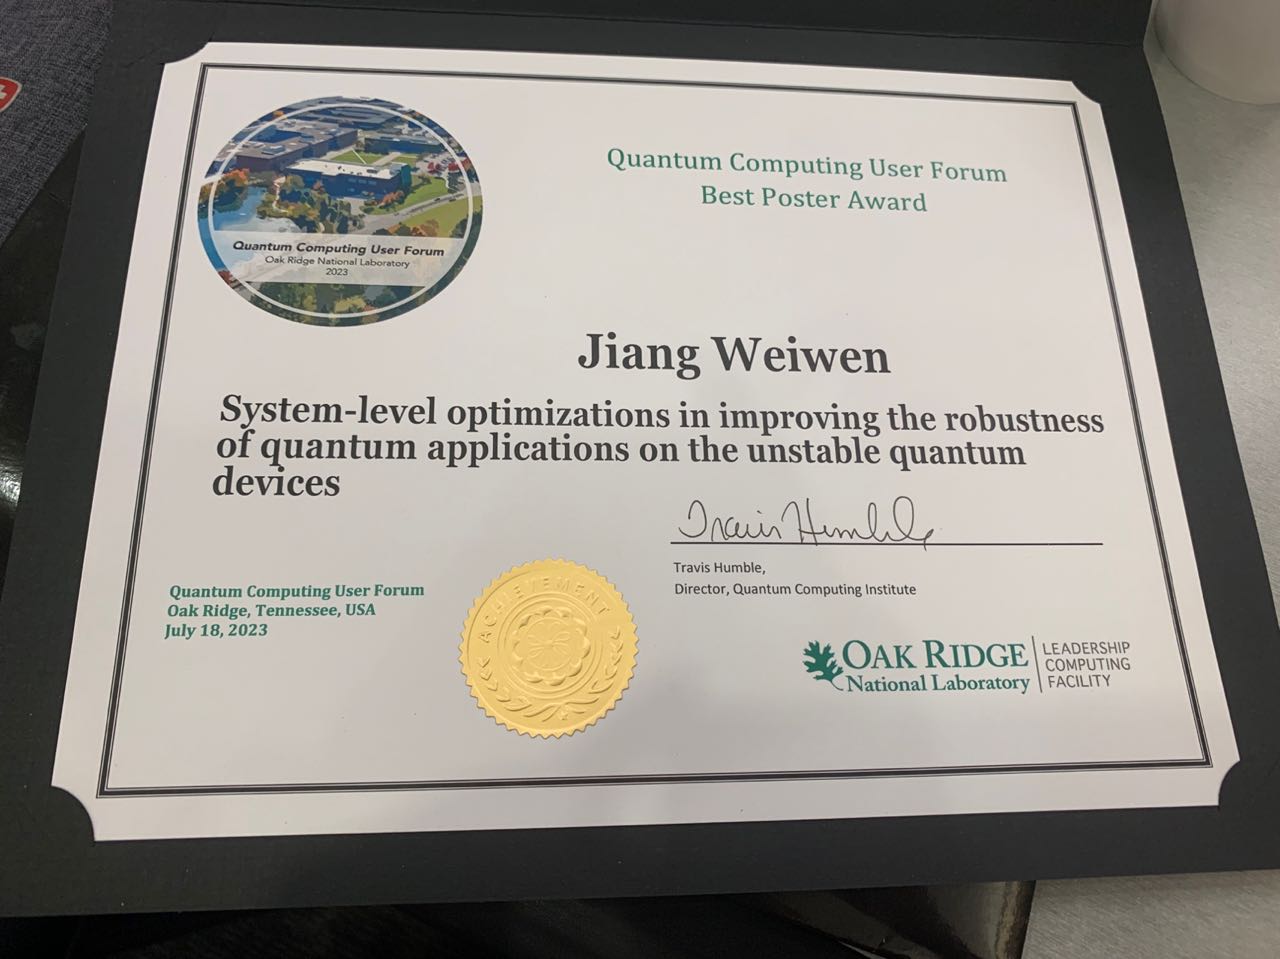 Quantum Computing User Forum
Best Poster Award
Quantum Computing User Forum
Oak Ridge National Laboratory
2023
Jiang Weiwen
System-level optimizations in improving the robustness
of quantum applications on the unstable quantum
devices
Travis Humble
Travis Humble,
Director, Quantum Computing Institute
Quantum Computing User Forum
Oak Ridge, Tennessee, USA
July 18, 2023
ACHIEVEMENT
OAK RIDGE
National Laboratory
LEADERSHIP
COMPUTING
FACILITY